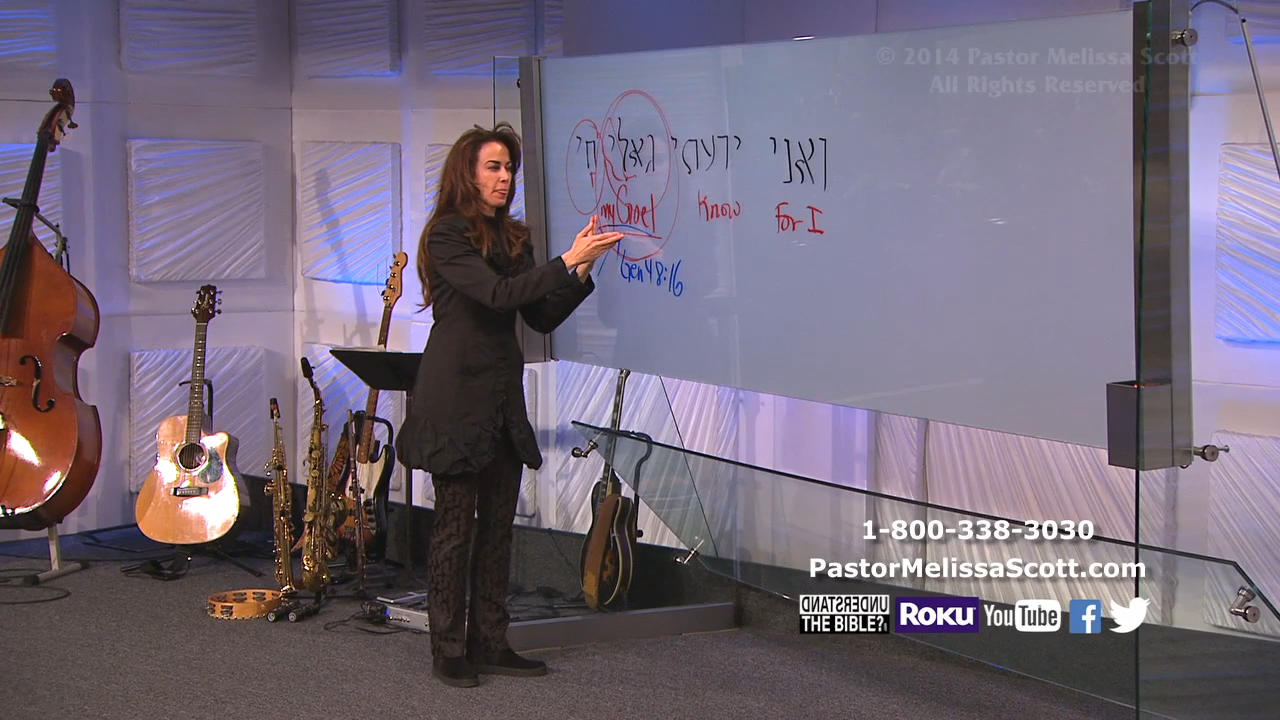 © 2014 Pastor Melissa Scott
All Rights Reserved
ואני ידעתי גאלי חי
my Goel Know For I
Gen 48:16
1-800-338-3030
PastorMelissaScott.com
UNDERSTAND
THE BIBLE?
ROKU
YouTube
f